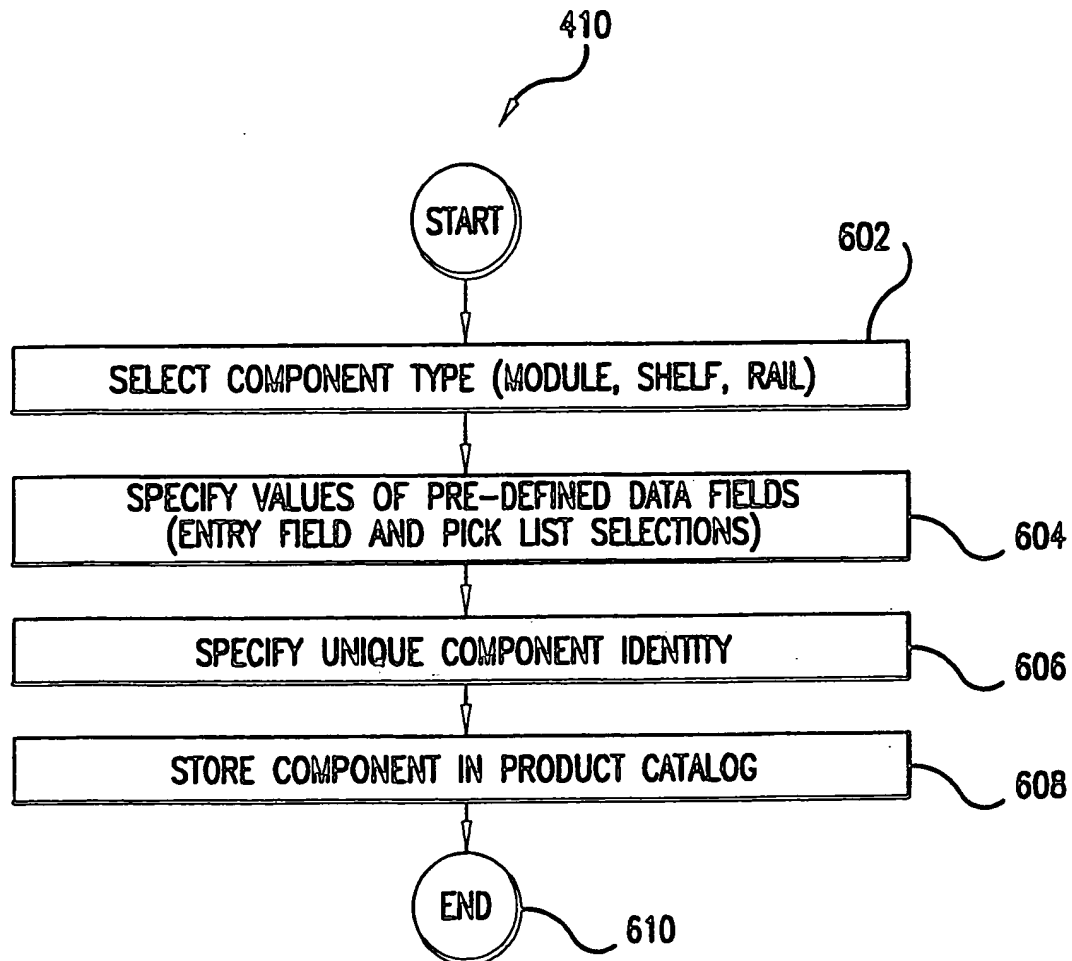 410
START
602
SELECT COMPONENT TYPE (MODULE, SHELF, RAIL)
SPECIFY VALUES OF PRE-DEFINED DATA FIELDS
(ENTRY FIELD AND PICK LIST SELECTIONS)
604
SPECIFY UNIQUE COMPONENT IDENTITY
606
STORE COMPONENT IN PRODUCT CATALOG
608
END
610